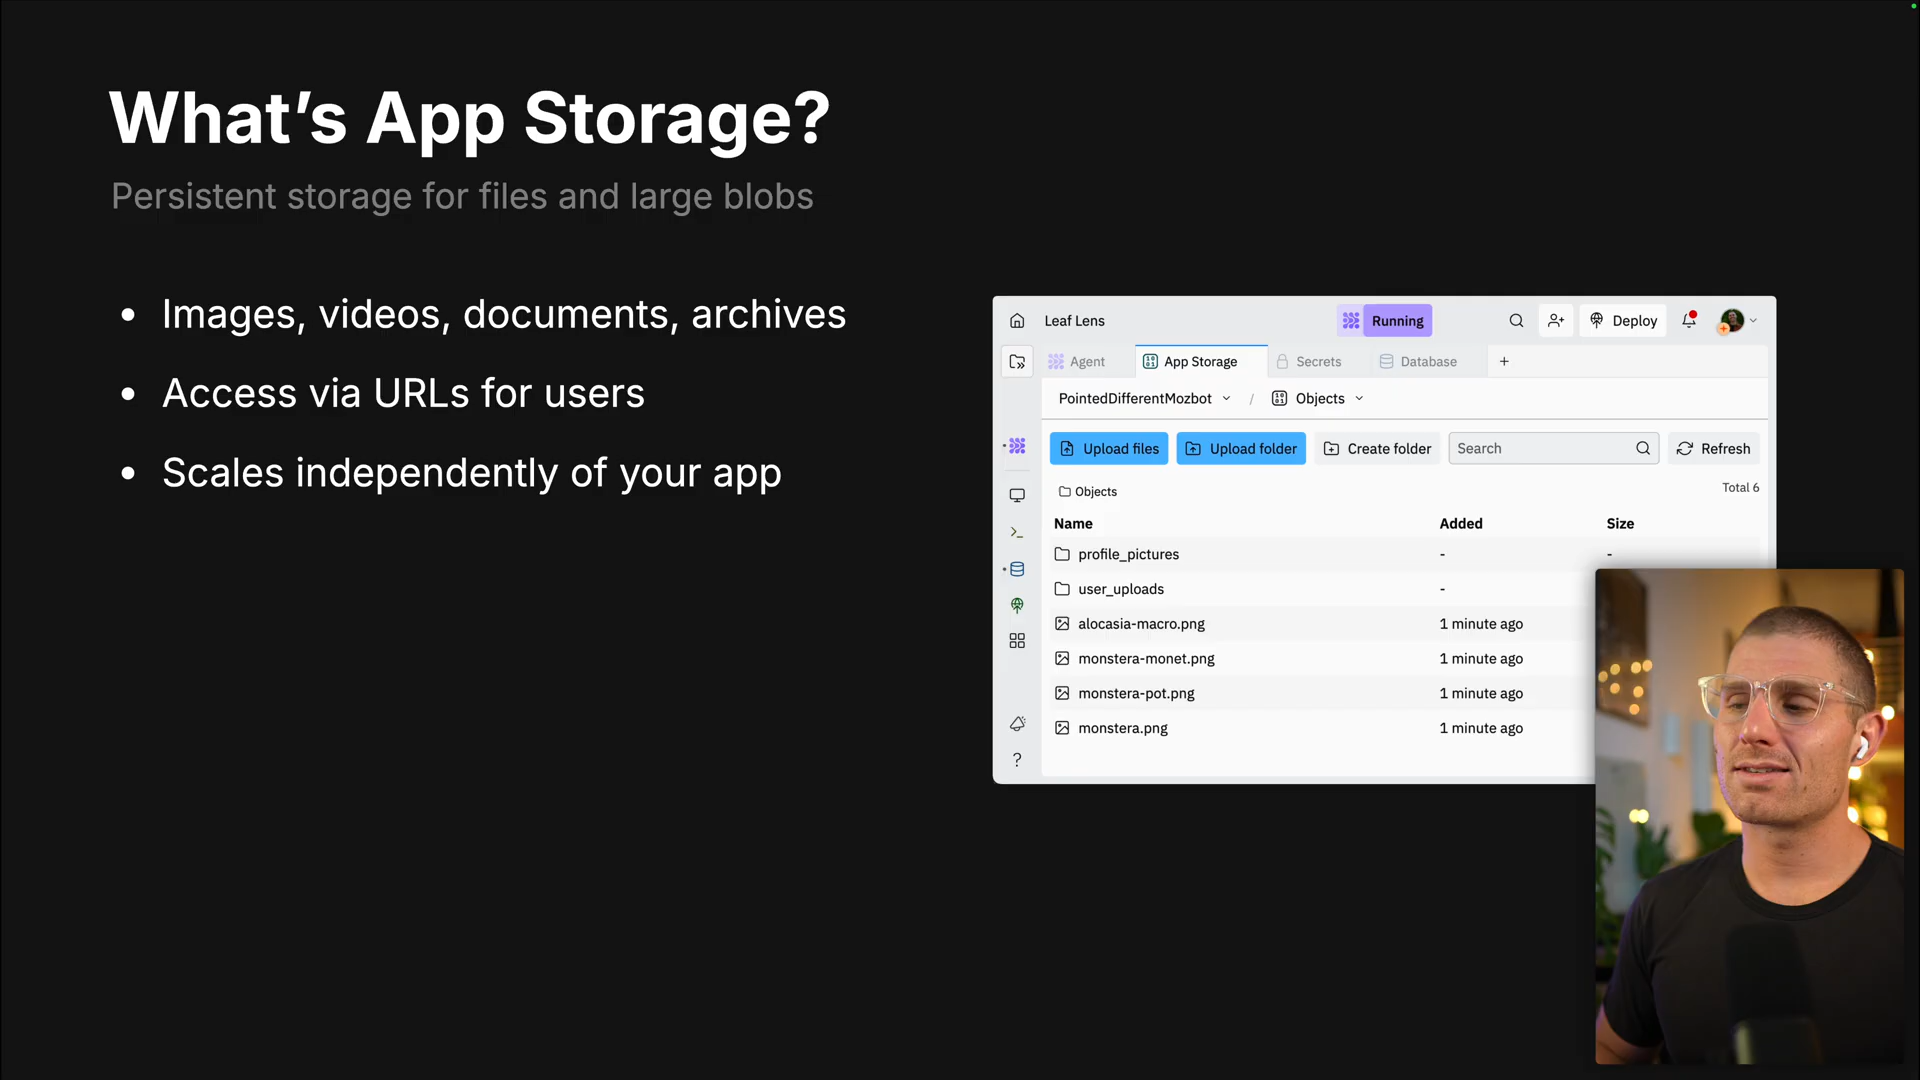 What’s App Storage?
Persistent storage for files and large blobs
• Images, videos, documents, archives
• Access via URLs for users
• Scales independently of your app
Leaf Lens
Running
Deploy
Agent
App Storage
Secrets
Database
+
PointedDifferentMozbot / Objects
Upload files
Upload folder
Create folder
Search
Refresh
Objects
Total 6
Name Added Size
profile_pictures - -
user_uploads -
alocasia-macro.png 1 minute ago
monstera-monet.png 1 minute ago
monstera-pot.png 1 minute ago
monstera.png 1 minute ago
?